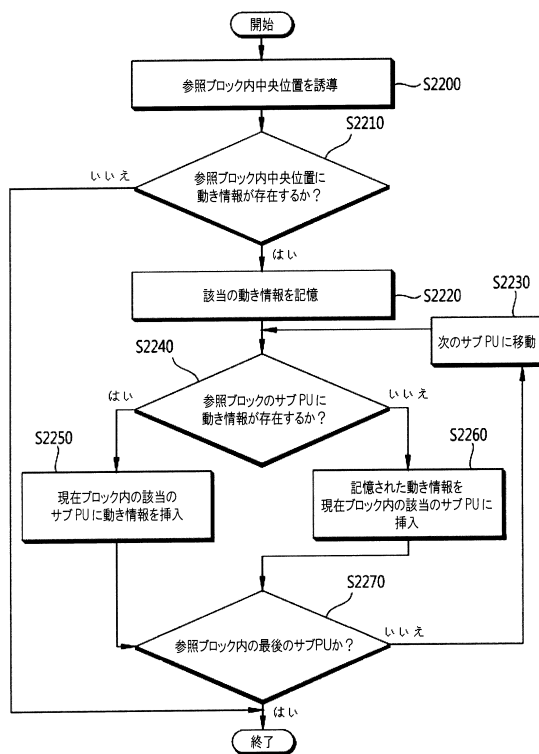 開始
参照ブロック内中央位置を誘導
S2200
S2210
いいえ
参照ブロック内中央位置に
動き情報が存在するか？
はい
該当の動き情報を記憶
S2220
S2230
次のサブPUに移動
S2240
はい
参照ブロックのサブPUに
動き情報が存在するか？
いいえ
S2250
現在ブロック内の該当の
サブPUに動き情報を挿入
S2260
記憶された動き情報を
現在ブロック内の該当のサブPUに
挿入
S2270
参照ブロック内の最後のサブPUか？
いいえ
はい
終了